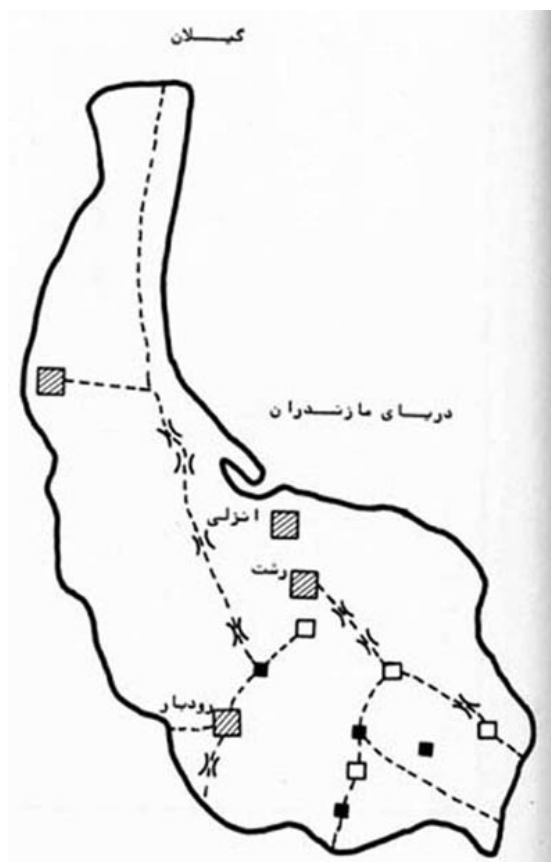 گیلان
دریای مازندران
انزلی
رشت
رودبار